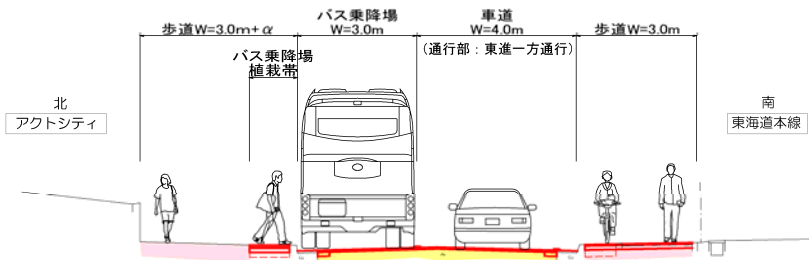 歩道W=3.0m+α
バス乗降場
W=3.0m
車道
W=4.0m
(通行部：東進一方通行)
歩道W=3.0m
バス乗降場
植栽帯
北
アクトシティ
南
東海道本線